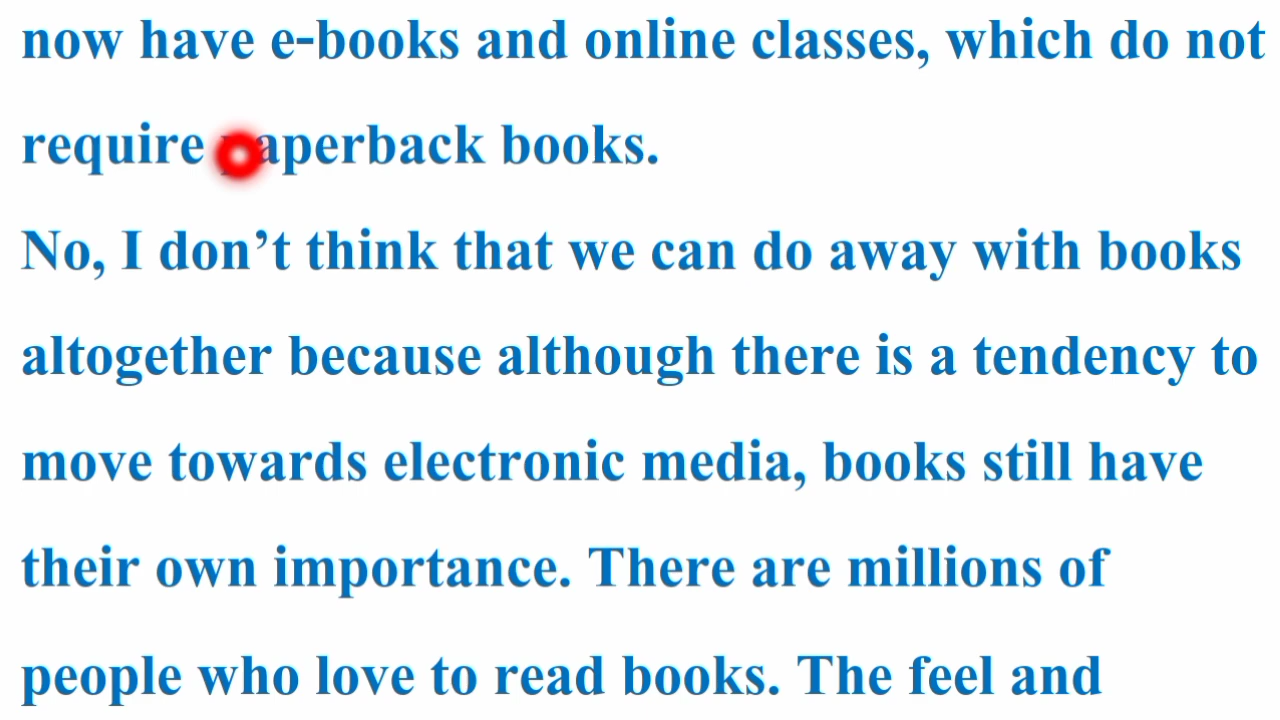 now have e-books and online classes, which do not
require paperback books.
No, I don’t think that we can do away with books
altogether because although there is a tendency to
move towards electronic media, books still have
their own importance. There are millions of
people who love to read books. The feel and